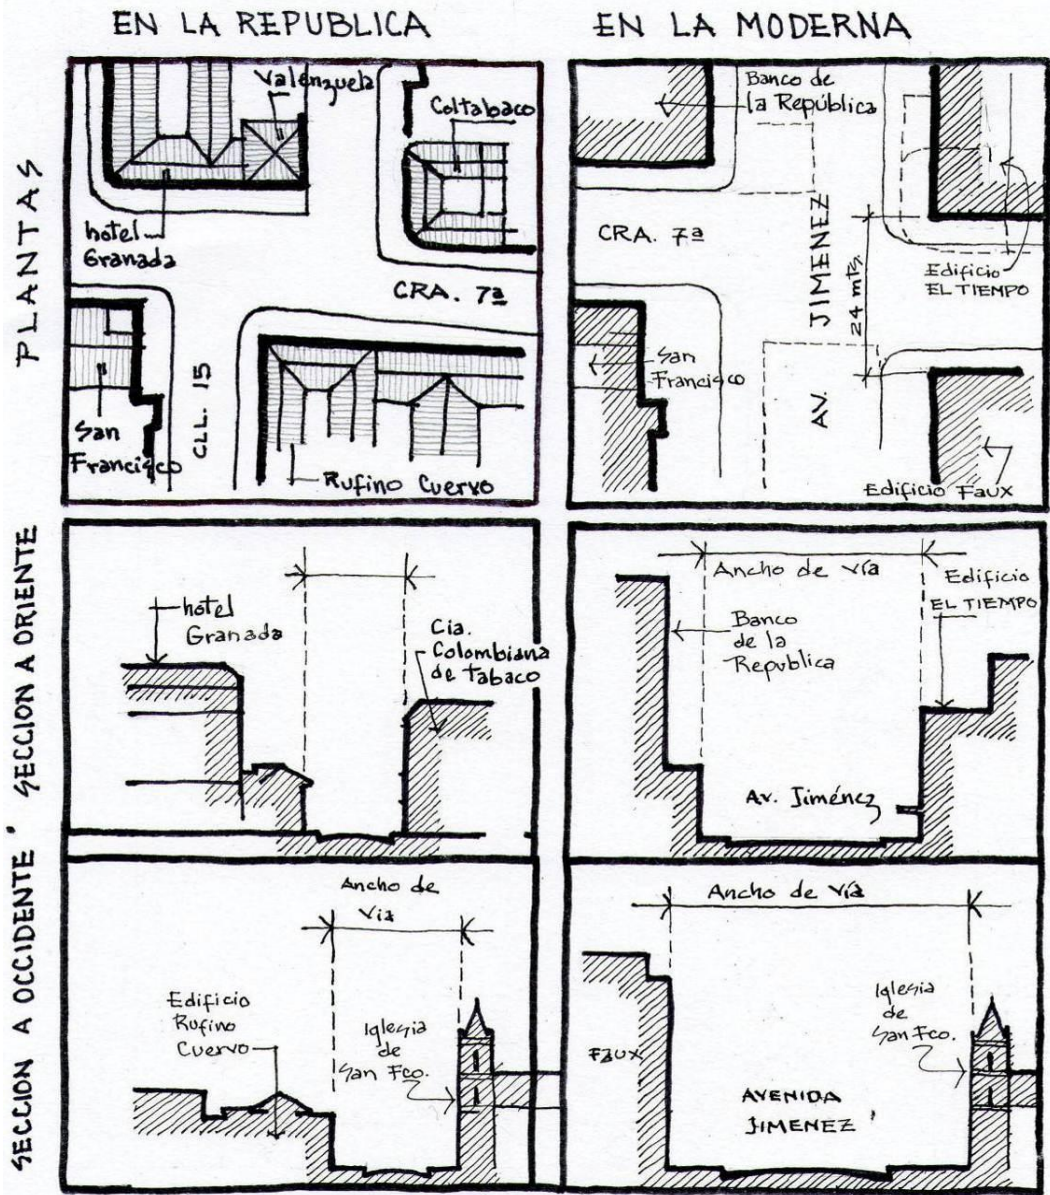 EN LA REPUBLICA
EN LA MODERNA
PLANTAS
Valenzuela
Coltabaco
hotel
Granada
CRA. 7ª
CLL. 15
San
Francisco
Rufino Cuervo
Banco de
la República
CRA. 7ª
AV. JIMENEZ
24 mts.
Edificio
EL TIEMPO
San
Francisco
Edificio Faux
SECCION A ORIENTE
hotel
Granada
Cia.
Colombiana
de Tabaco
Ancho de vía
Edificio
EL TIEMPO
Banco
de la
Republica
Av. Jiménez
SECCION A OCCIDENTE
Ancho de
Via
Edificio
Rufino
Cuervo
Iglesia
de
San Fco.
Ancho de Vía
Iglesia
de
San Fco.
FAUX
AVENIDA
JIMENEZ